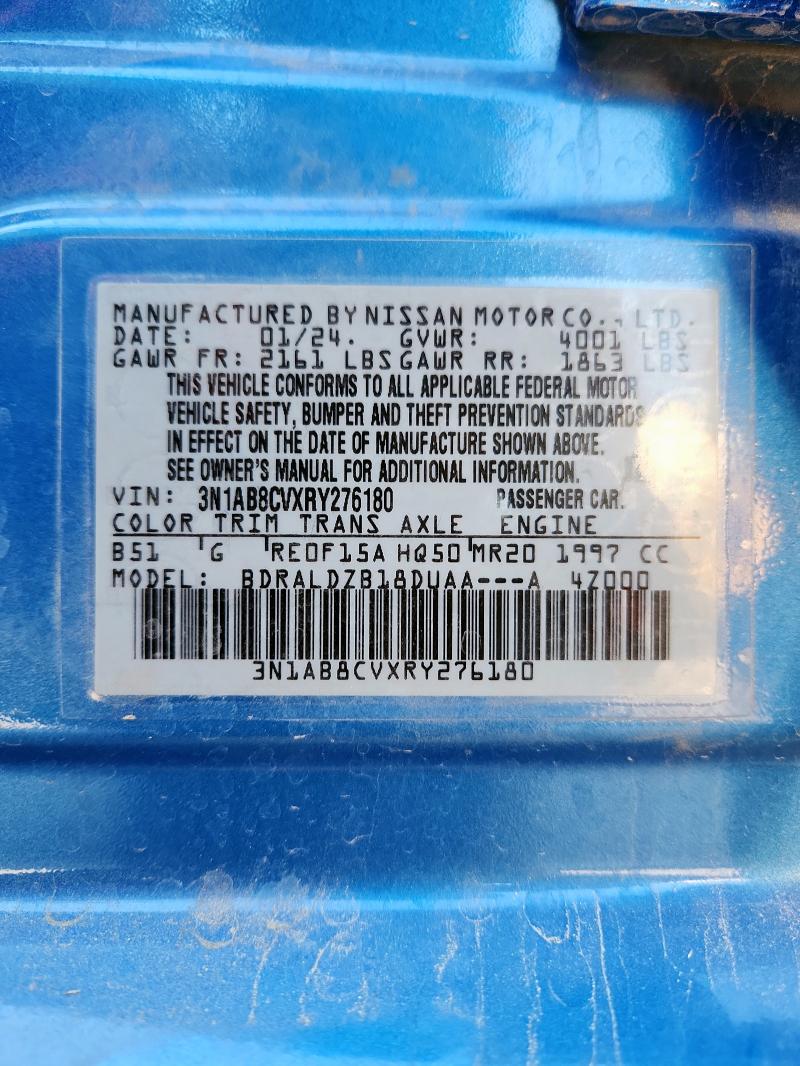 MANUFACTURED BY NISSAN MOTOR CO., LTD.
DATE: 01/24. GVWR: 4001 LBS
GAWR FR: 2161 LBS GAWR RR: 1863 LBS
THIS VEHICLE CONFORMS TO ALL APPLICABLE FEDERAL MOTOR
VEHICLE SAFETY, BUMPER AND THEFT PREVENTION STANDARDS
IN EFFECT ON THE DATE OF MANUFACTURE SHOWN ABOVE.
SEE OWNER'S MANUAL FOR ADDITIONAL INFORMATION.
VIN: 3N1AB8CVXRY276180 PASSENGER CAR.
COLOR TRIM TRANS AXLE ENGINE
B51 G RE0F15A HQ50 MR20 1997 CC
MODEL: BDRALDZB18DUAA---A 4Z000
3N1AB8CVXRY276180